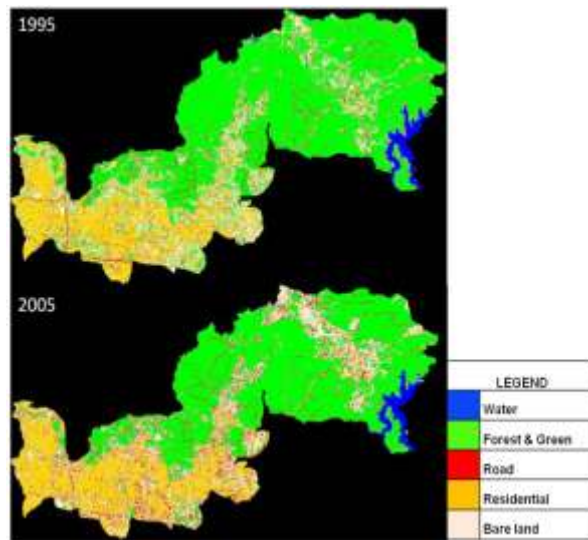 1995
2005
LEGEND
Water
Forest & Green
Road
Residential
Bare land